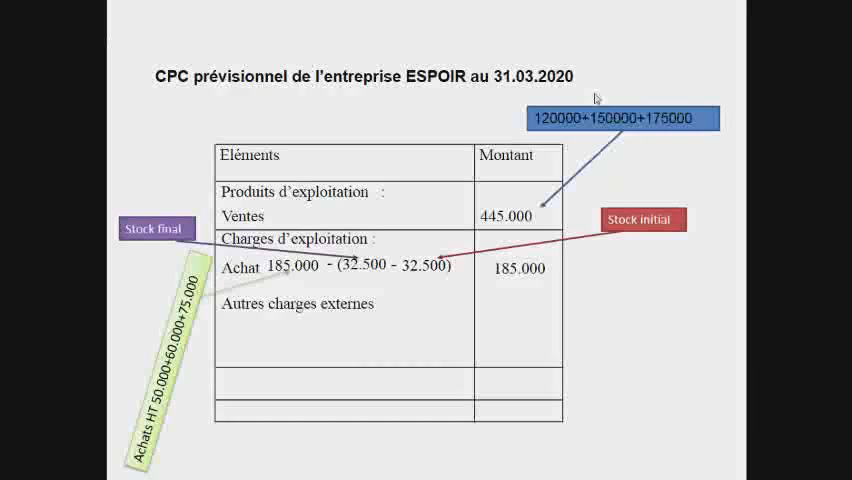 CPC prévisionnel de l'entreprise ESPOIR au 31.03.2020
120000+150000+175000
Eléments Montant
Produits d'exploitation :
Ventes 445.000
Stock initial
Stock final
Charges d'exploitation :
Achat 185.000 - (32.500 - 32.500) 185.000
Autres charges externes
Achats HT 50.000+60.000+75.000